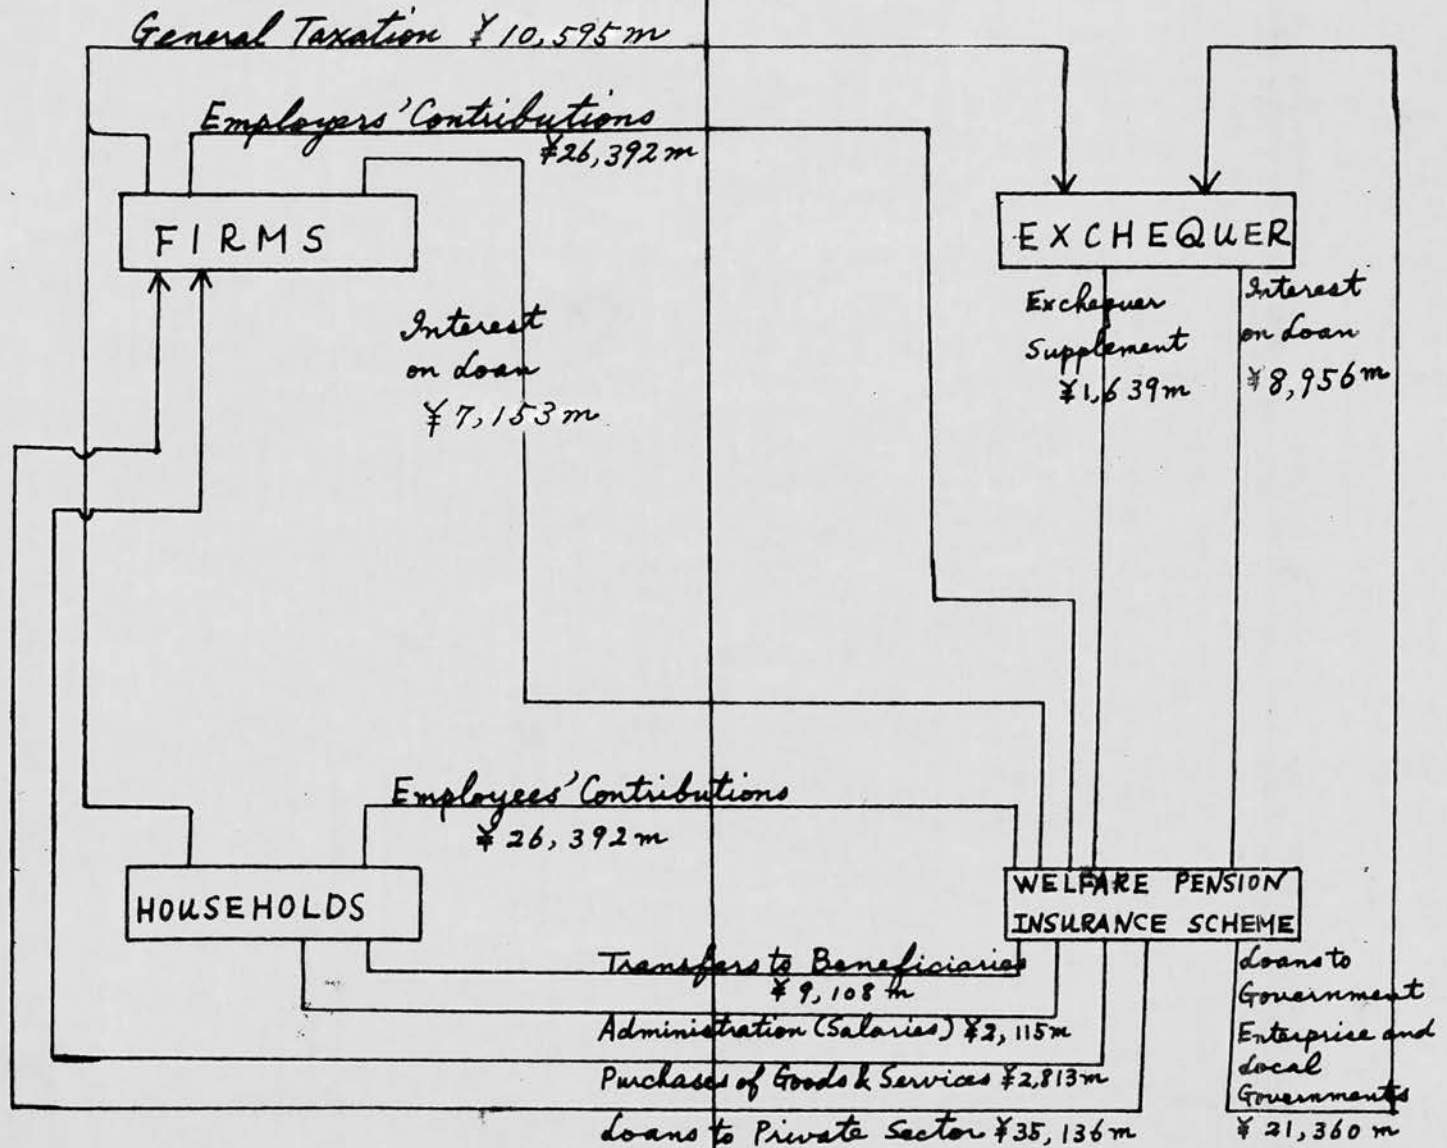 General Taxation ¥10,595m
Employers' Contributions
¥26,392m
FIRMS
EXCHEQUER
Interest
on Loan
¥7,153m
Exchequer
Supplement
¥1,639m
Interest
on Loan
¥8,956m
Employees' Contributions
¥26,392m
HOUSEHOLDS
WELFARE PENSION
INSURANCE SCHEME
Transfers to Beneficiaries
¥9,108m
Administration (Salaries) ¥2,115m
Purchases of Goods & Services ¥2,813m
Loans to Private Sector ¥35,136m
Loans to
Government
Enterprise and
Local
Governments
¥21,360m